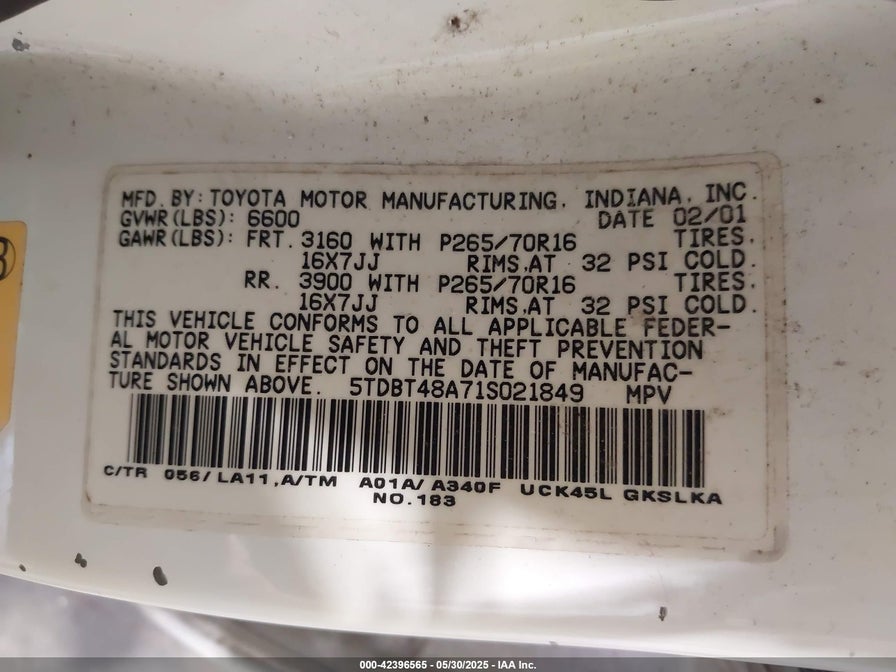 MFD. BY: TOYOTA MOTOR MANUFACTURING, INDIANA, INC.
GVWR(LBS): 6600 DATE 02/01
GAWR(LBS): FRT. 3160 WITH P265/70R16 TIRES,
16X7JJ RIMS,AT 32 PSI COLD.
RR. 3900 WITH P265/70R16 TIRES,
16X7JJ RIMS,AT 32 PSI COLD.
THIS VEHICLE CONFORMS TO ALL APPLICABLE FEDER-
AL MOTOR VEHICLE SAFETY AND THEFT PREVENTION
STANDARDS IN EFFECT ON THE DATE OF MANUFAC-
TURE SHOWN ABOVE. 5TDBT48A71S021849 MPV
C/TR 056/LA11,A/TM A01A/A340F UCK45L GKSLKA
NO.183
000-42396565 - 05/30/2025 - IAA Inc.